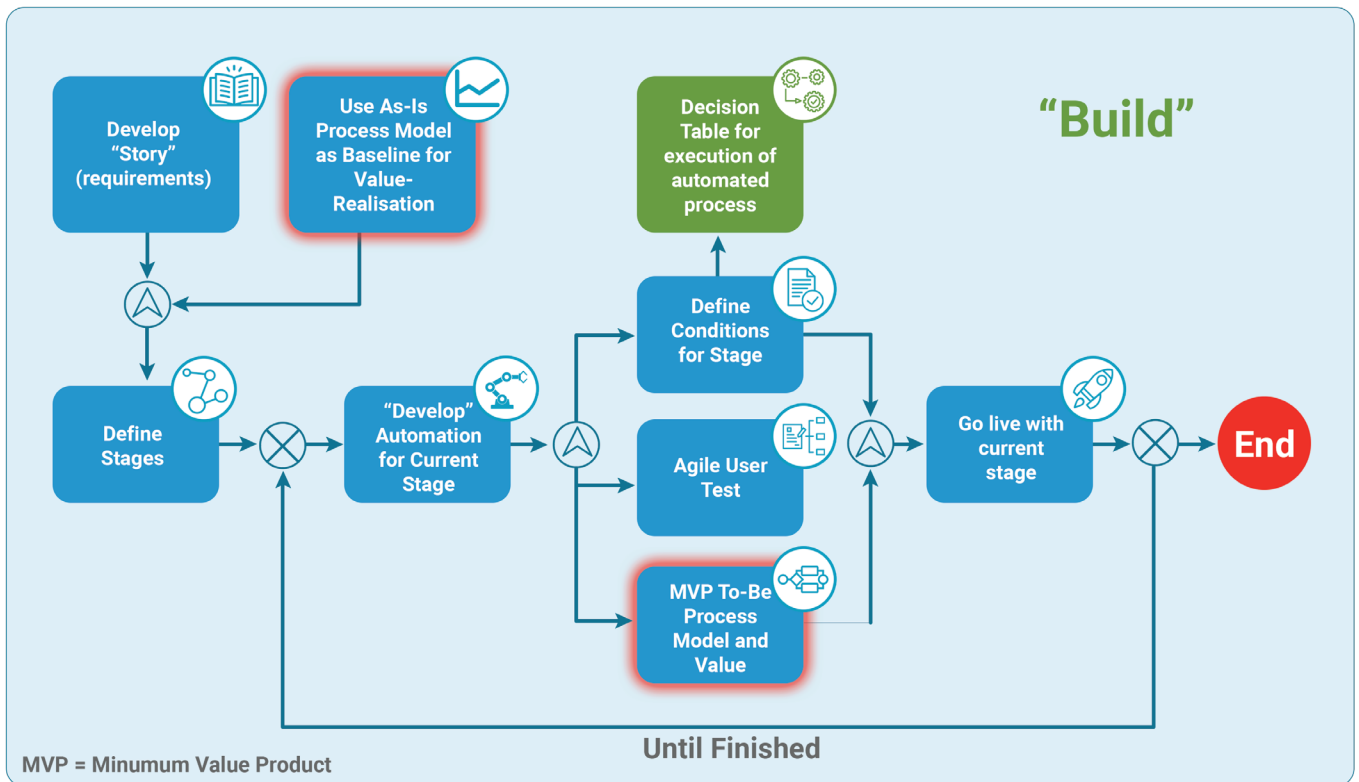 Develop
“Story”
(requirements)
Use As-Is
Process Model
as Baseline for
Value-
Realisation
Decision
Table for
execution of
automated
process
“Build”
Define
Stages
“Develop”
Automation
for Current
Stage
Define
Conditions
for Stage
Agile User
Test
MVP To-Be
Process
Model and
Value
Go live with
current
stage
End
Until Finished
MVP = Minumum Value Product